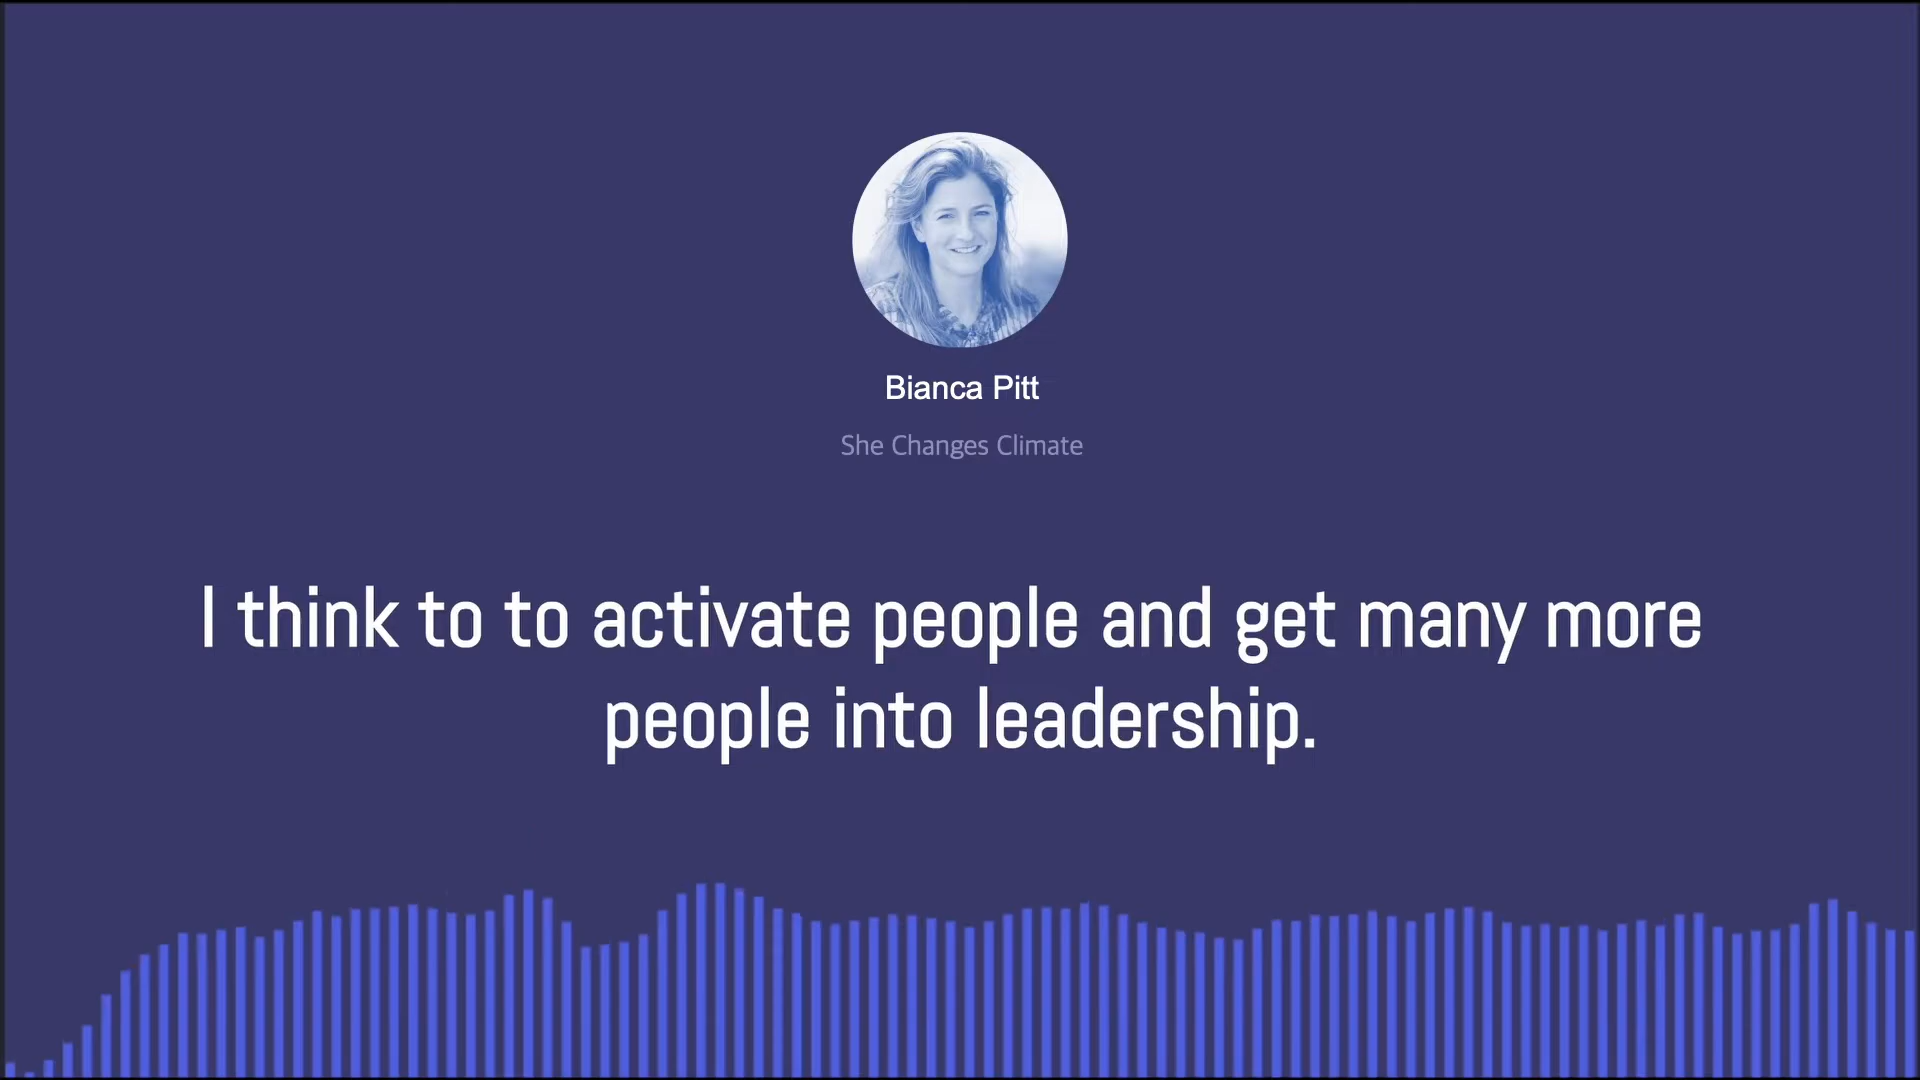 Bianca Pitt
She Changes Climate
I think to to activate people and get many more
people into leadership.